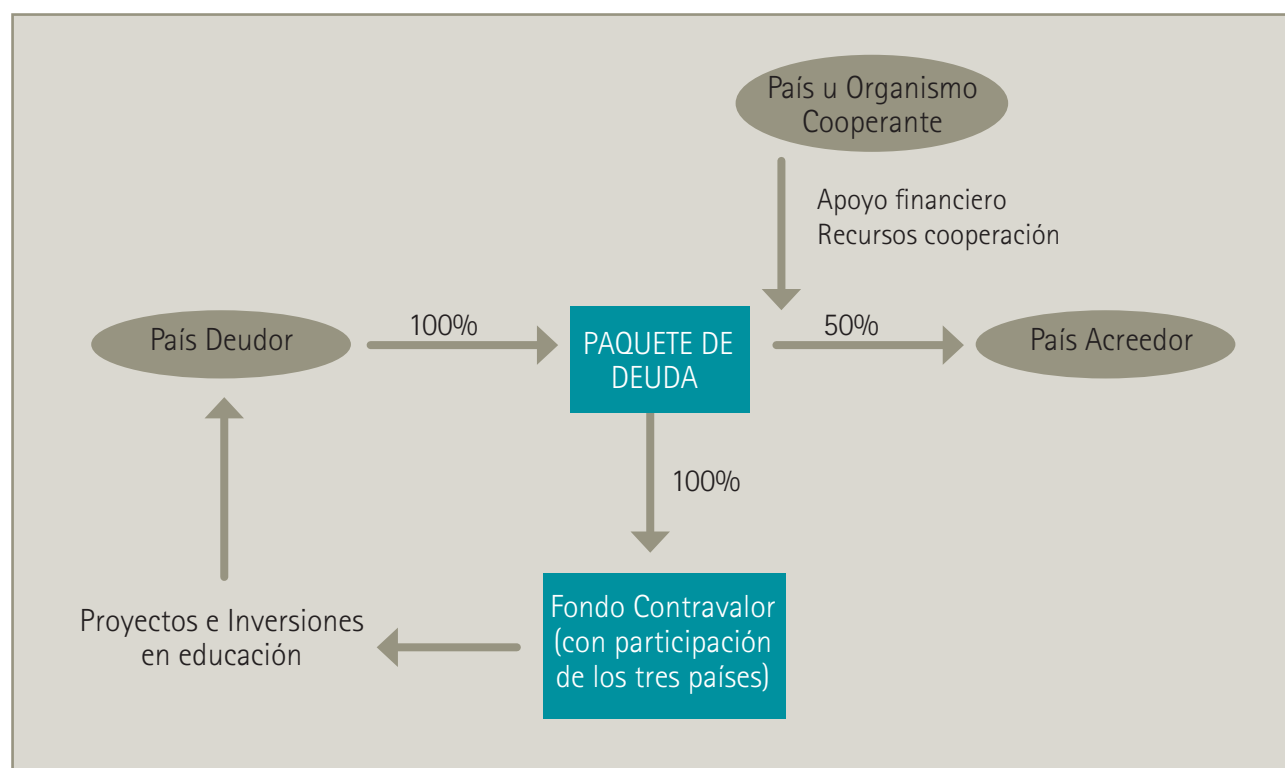 País u Organismo
Cooperante
Apoyo financiero
Recursos cooperación
País Deudor
100%
PAQUETE DE
DEUDA
50%
País Acreedor
100%
Fondo Contravalor
(con participación
de los tres países)
Proyectos e Inversiones
en educación